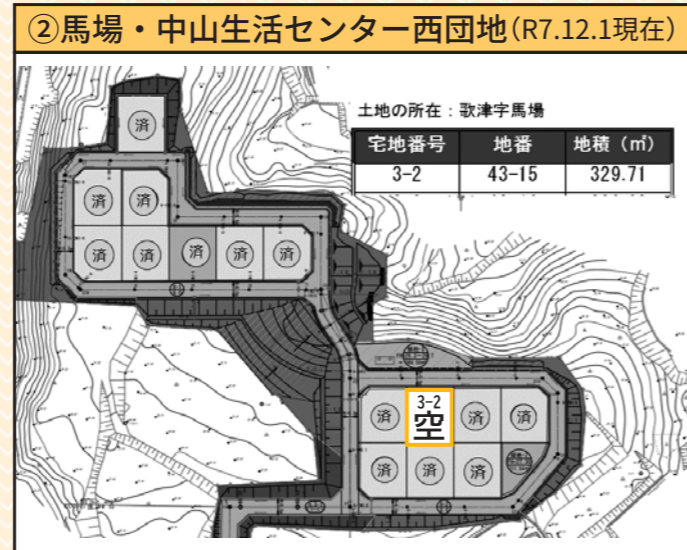 ②馬場・中山生活センター西団地(R7.12.1現在)
土地の所在：歌津字馬場
宅地番号 地番 地積（㎡）
3-2 43-15 329.71
済
済 済
済 済 済 済 済
済 3-2 空 済 済
済 済 済